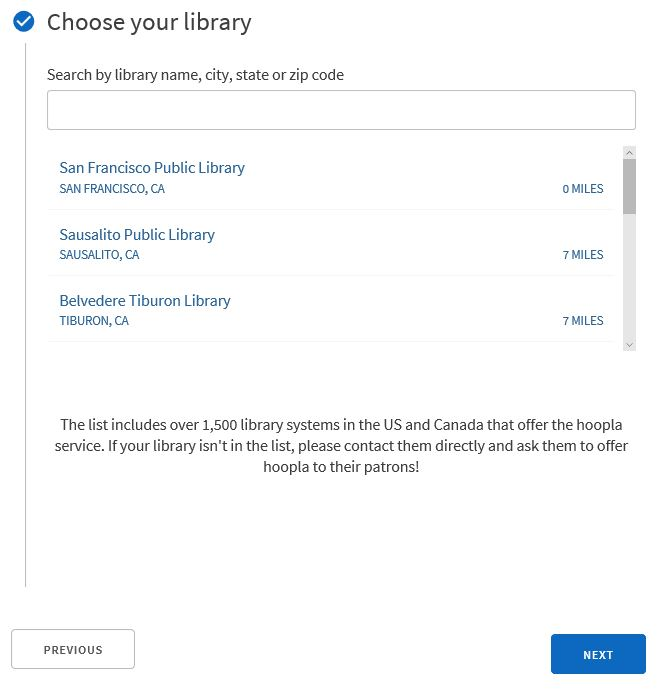 Choose your library
Search by library name, city, state or zip code
San Francisco Public Library
SAN FRANCISCO, CA
0 MILES
Sausalito Public Library
SAUSALITO, CA
7 MILES
Belvedere Tiburon Library
TIBURON, CA
7 MILES
The list includes over 1,500 library systems in the US and Canada that offer the hoopla
service. If your library isn't in the list, please contact them directly and ask them to offer
hoopla to their patrons!
PREVIOUS
NEXT